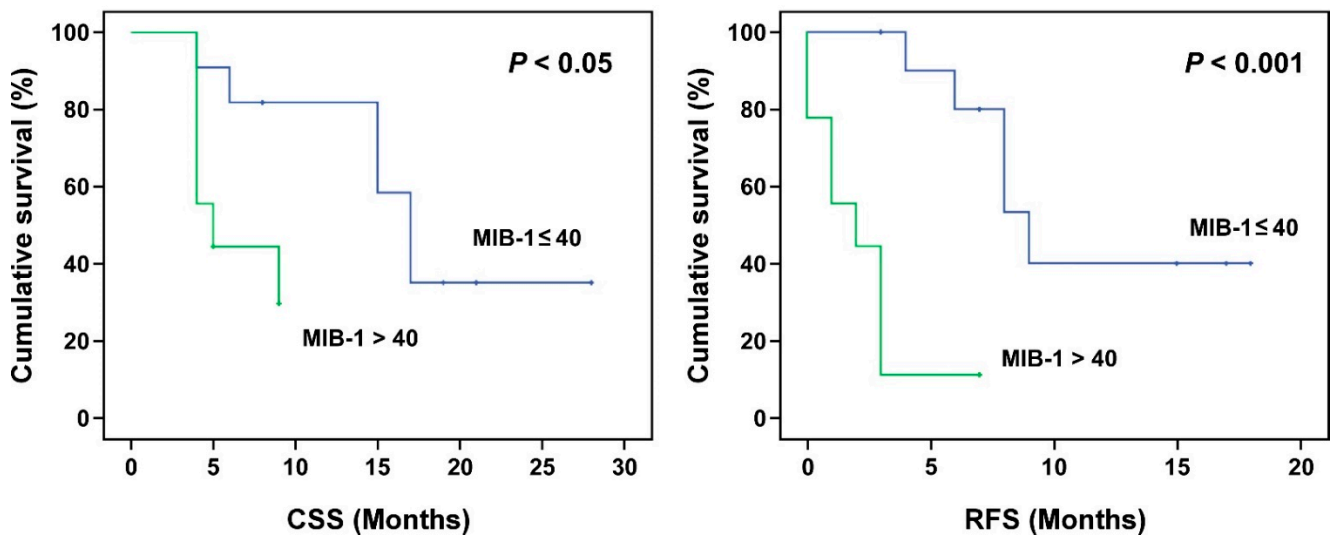 Cumulative survival (%)
100
80
60
40
20
0
P < 0.05
MIB-1 ≤ 40
MIB-1 > 40
0 5 10 15 20 25 30
CSS (Months)
Cumulative survival (%)
100
80
60
40
20
0
P < 0.001
MIB-1 ≤ 40
MIB-1 > 40
0 5 10 15 20
RFS (Months)